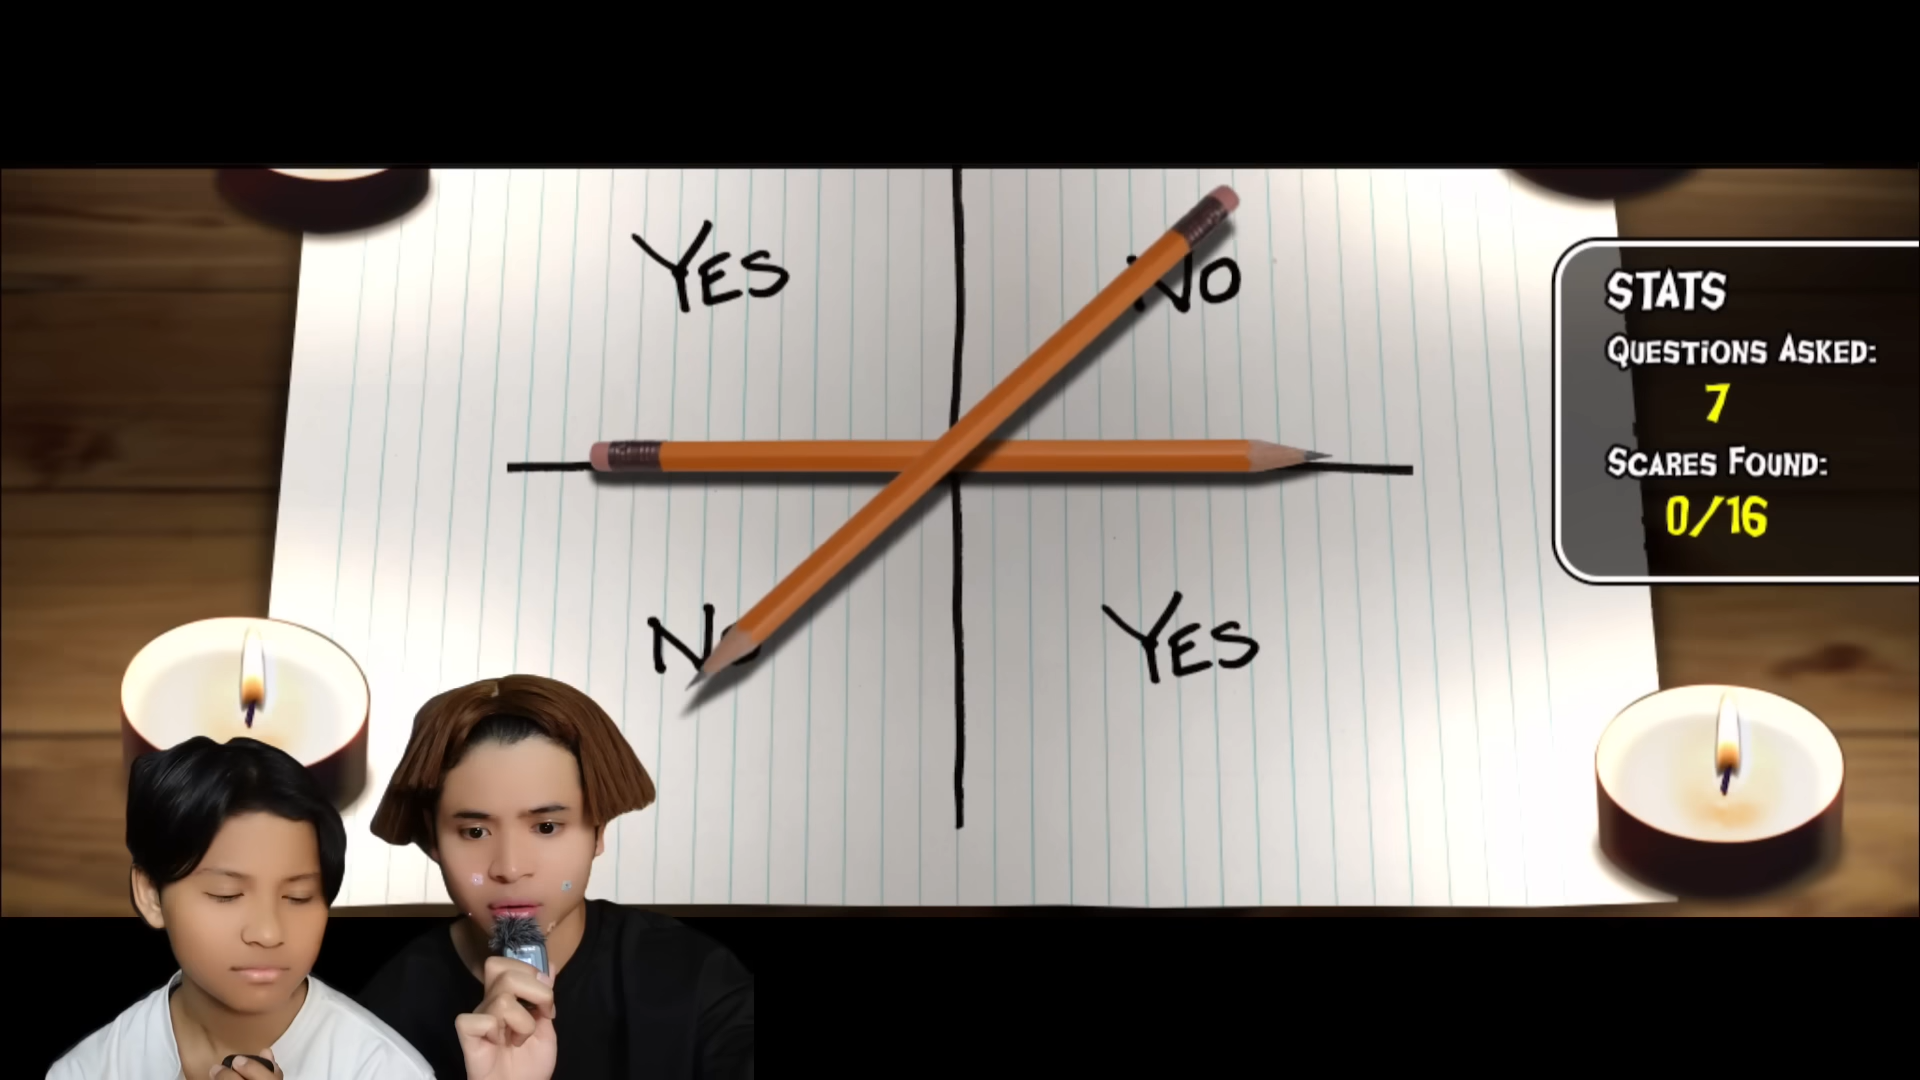 YES
NO
NO
YES
STATS
QUESTIONS ASKED:
7
SCARES FOUND:
0/16